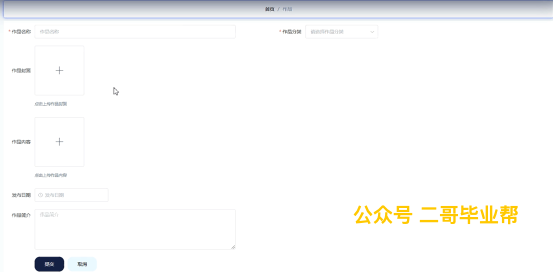 首页 / 作品
* 作品名称 作品名称 * 作品分类 请选择作品分类
作品封面
点击上传作品封面
作品内容
点击上传作品内容
发布日期 发布日期
作品简介 作品简介
公众号 二哥毕业帮
提交 取消